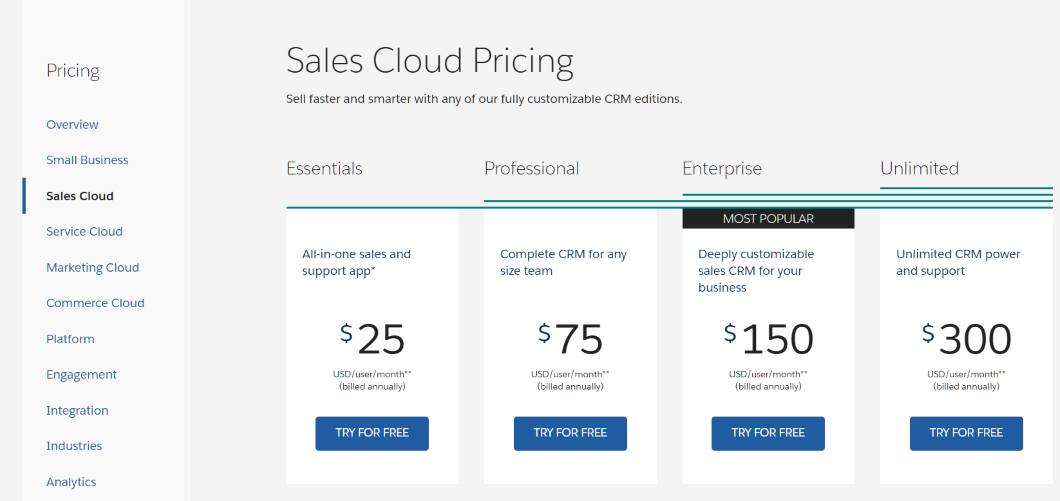 Pricing
Overview
Small Business
Sales Cloud
Service Cloud
Marketing Cloud
Commerce Cloud
Platform
Engagement
Integration
Industries
Analytics
Sales Cloud Pricing
Sell faster and smarter with any of our fully customizable CRM editions.
Essentials
All-in-one sales and
support app*
$25
USD/user/month**
(billed annually)
TRY FOR FREE
Professional
Complete CRM for any
size team
$75
USD/user/month**
(billed annually)
TRY FOR FREE
Enterprise
MOST POPULAR
Deeply customizable
sales CRM for your
business
$150
USD/user/month**
(billed annually)
TRY FOR FREE
Unlimited
Unlimited CRM power
and support
$300
USD/user/month**
(billed annually)
TRY FOR FREE